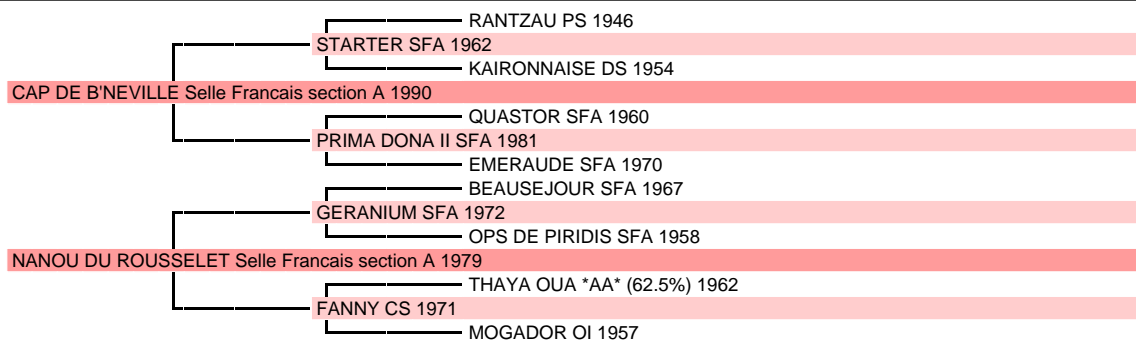 RANTZAU PS 1946
STARTER SFA 1962
KAIRONNAISE DS 1954
CAP DE B'NEVILLE Selle Francais section A 1990
QUASTOR SFA 1960
PRIMA DONA II SFA 1981
EMERAUDE SFA 1970
BEAUSEJOUR SFA 1967
GERANIUM SFA 1972
OPS DE PIRIDIS SFA 1958
NANOU DU ROUSSELET Selle Francais section A 1979
THAYA OUA *AA* (62.5%) 1962
FANNY CS 1971
MOGADOR OI 1957